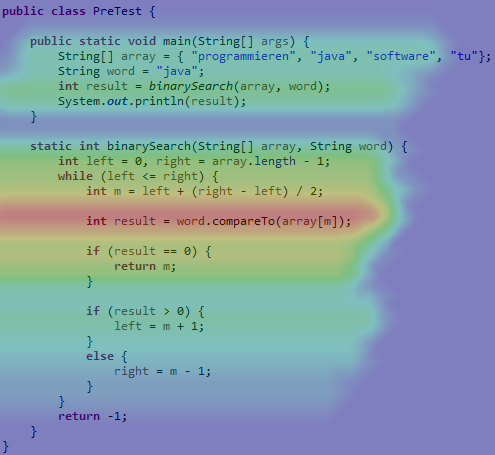 public class PreTest {
public static void main(String[] args) {
String[] array = { "programmieren", "java", "software", "tu"};
String word = "java";
int result = binarySearch(array, word);
System.out.println(result);
}
static int binarySearch(String[] array, String word) {
int left = 0, right = array.length - 1;
while (left <= right) {
int m = left + (right - left) / 2;
int result = word.compareTo(array[m]);
if (result == 0) {
return m;
}
if (result > 0) {
left = m + 1;
}
else {
right = m - 1;
}
}
return -1;
}
}